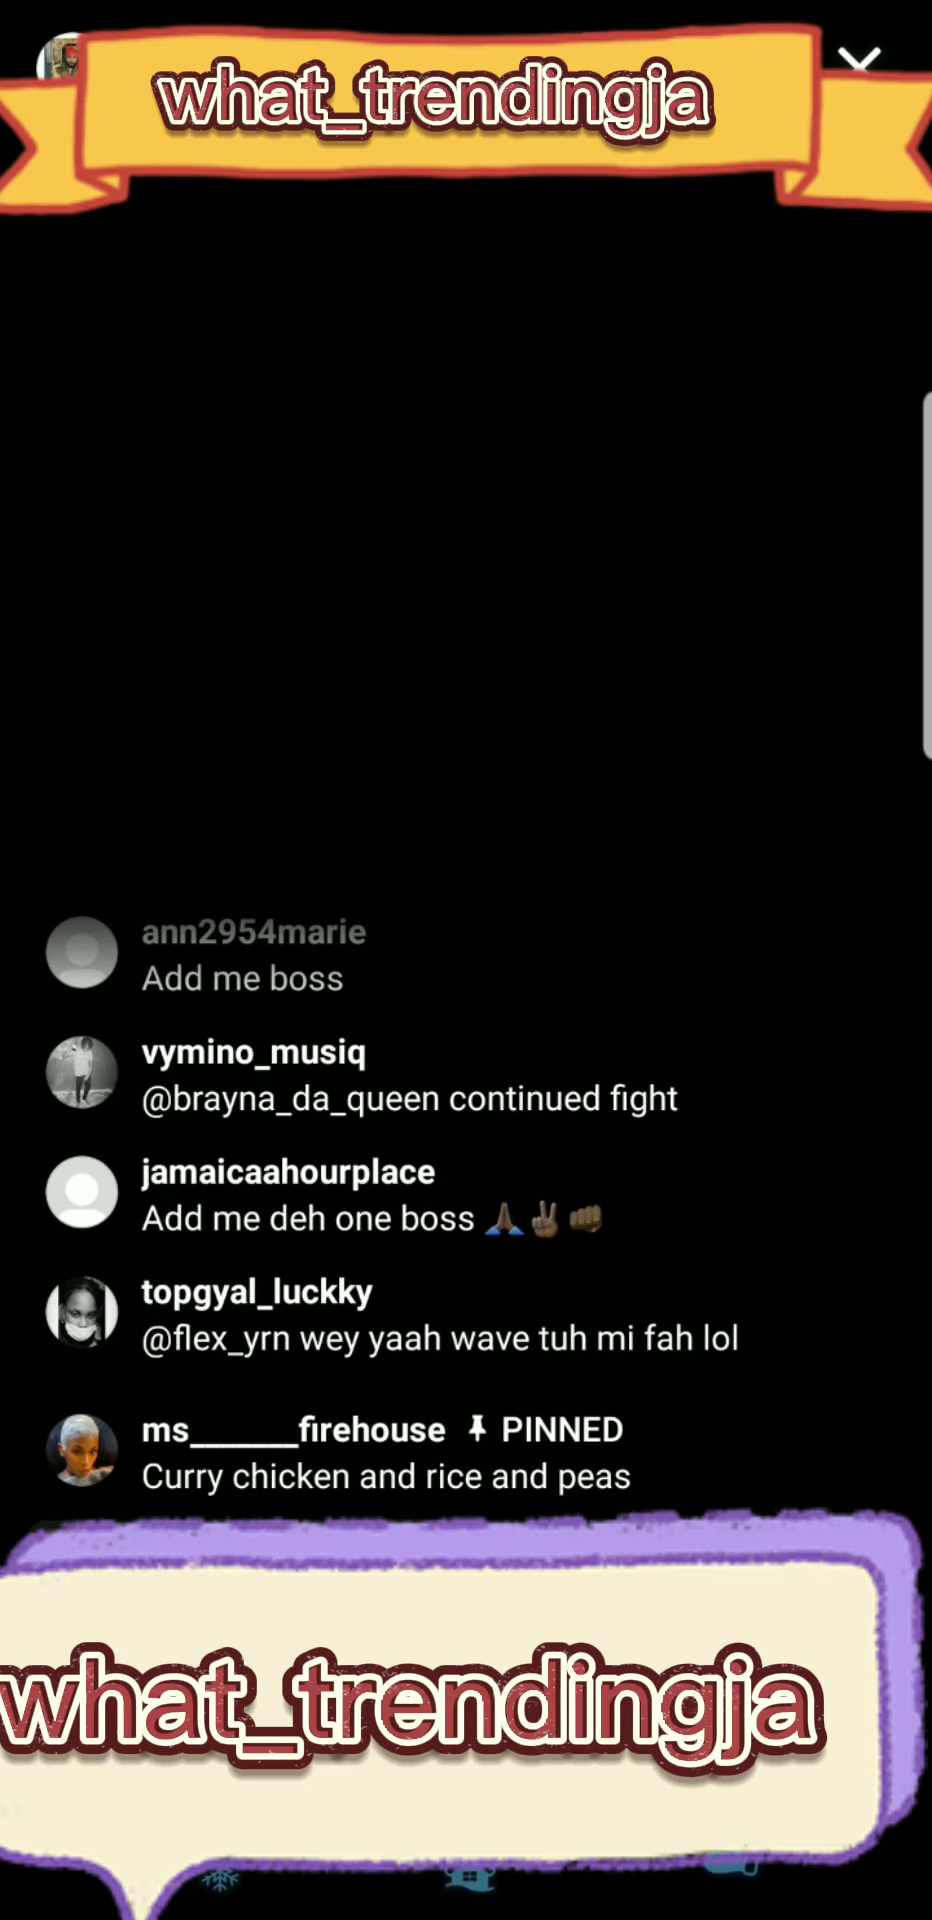 what_trendingja
ann2954marie
Add me boss
vymino_musiq
@brayna_da_queen continued fight
jamaicaahourplace
Add me deh one boss 🙏🏿✌🏿👊🏿
topgyal_luckky
@flex_yrn wey yaah wave tuh mi fah lol
ms______firehouse 📌 PINNED
Curry chicken and rice and peas
what_trendingja